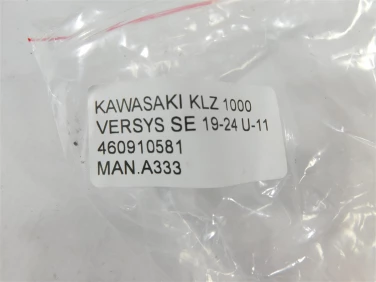 KAWASAKI KLZ 1000
VERSYS SE 19-24 U-11
460910581
MAN.A333